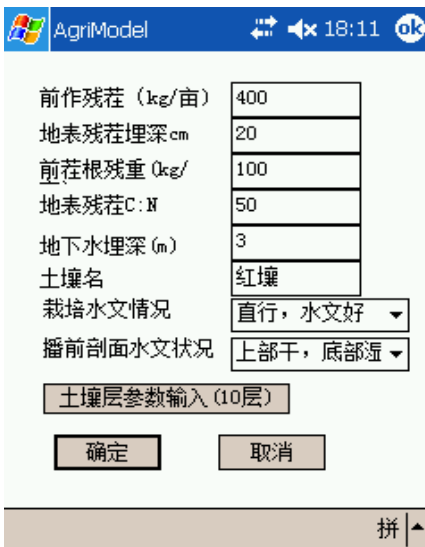 AgriModel 18:11 ok
前作残茬（kg/亩） 400
地表残茬埋深cm 20
前茬根残重(kg/ 100
地表残茬C:N 50
地下水埋深(m) 3
土壤名 红壤
栽培水文情况 直行，水文好
播前剖面水文状况 上部干，底部湿
土壤层参数输入(10层)
确定 取消
拼